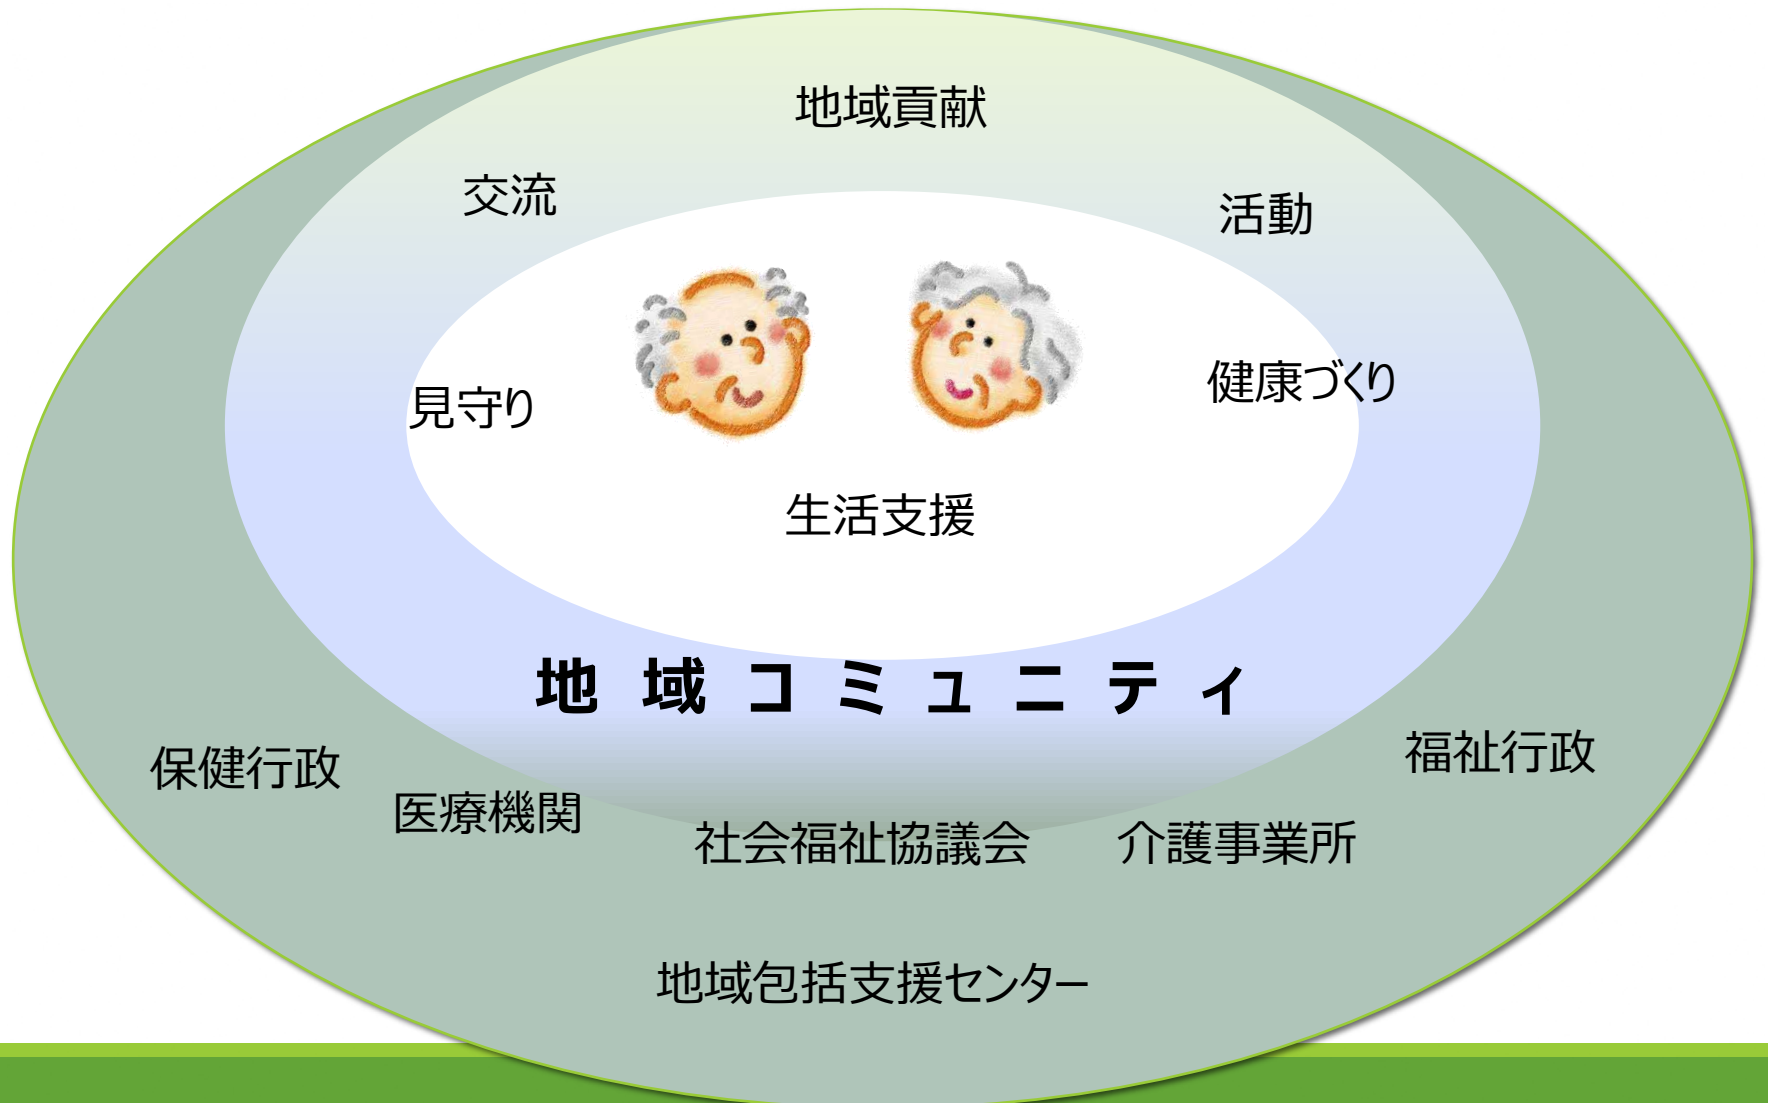 地域貢献
交流
活動
見守り
健康づくり
生活支援
地域コミュニティ
保健行政
福祉行政
医療機関
社会福祉協議会
介護事業所
地域包括支援センター